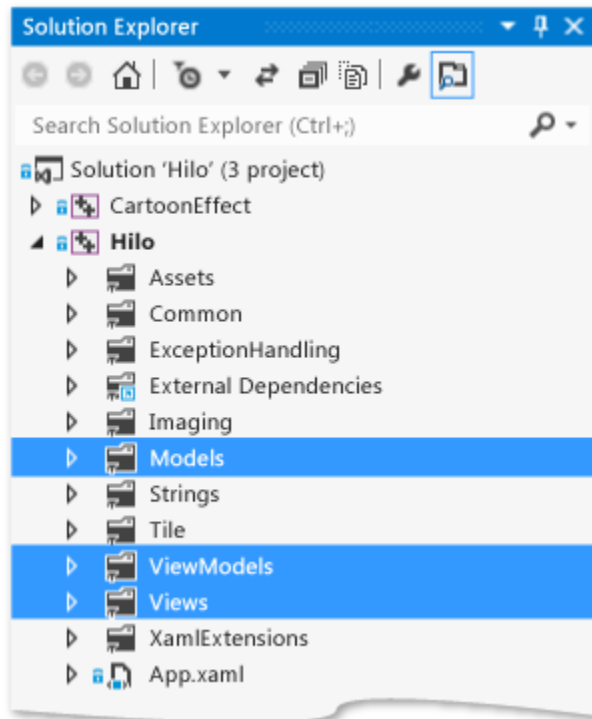 Solution Explorer
Search Solution Explorer (Ctrl+;)
Solution 'Hilo' (3 project)
CartoonEffect
Hilo
Assets
Common
ExceptionHandling
External Dependencies
Imaging
Models
Strings
Tile
ViewModels
Views
XamlExtensions
App.xaml